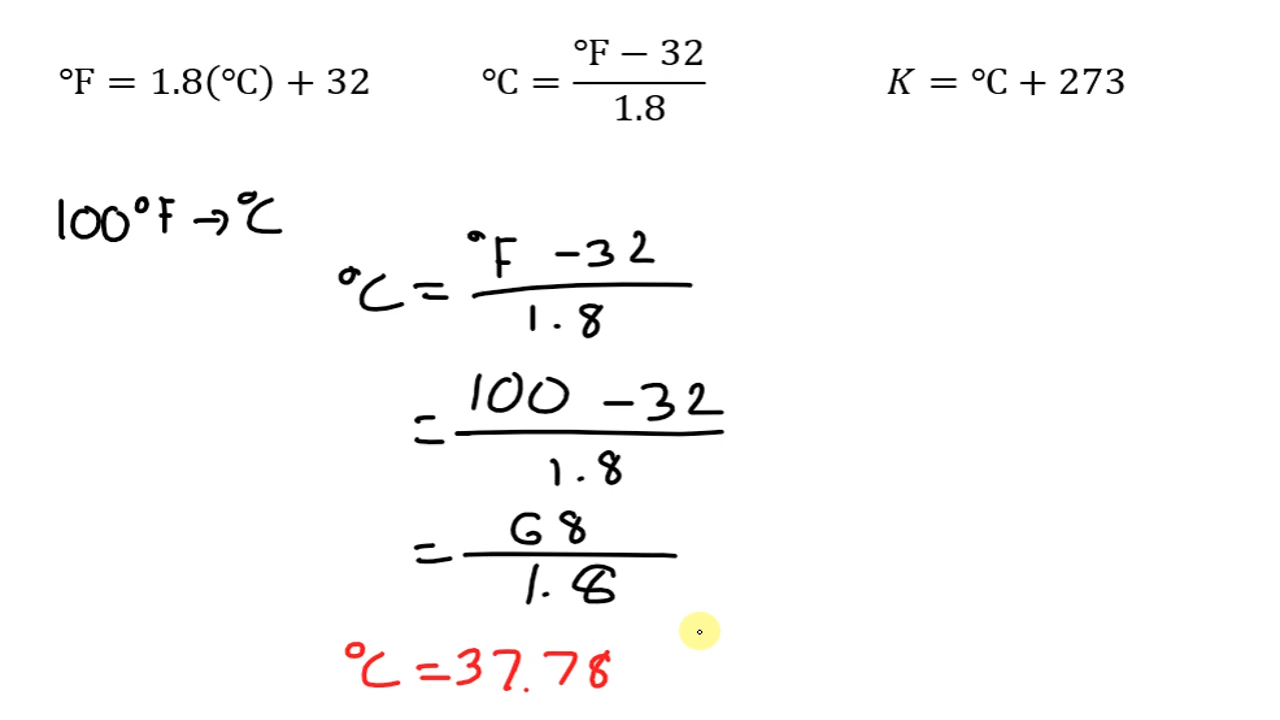 °F = 1.8(°C) + 32    °C = (°F − 32)/1.8    K = °C + 273
100°F → °C
°C = (°F - 32)/1.8
= (100 - 32)/1.8
= 68/1.8
°C = 37.78